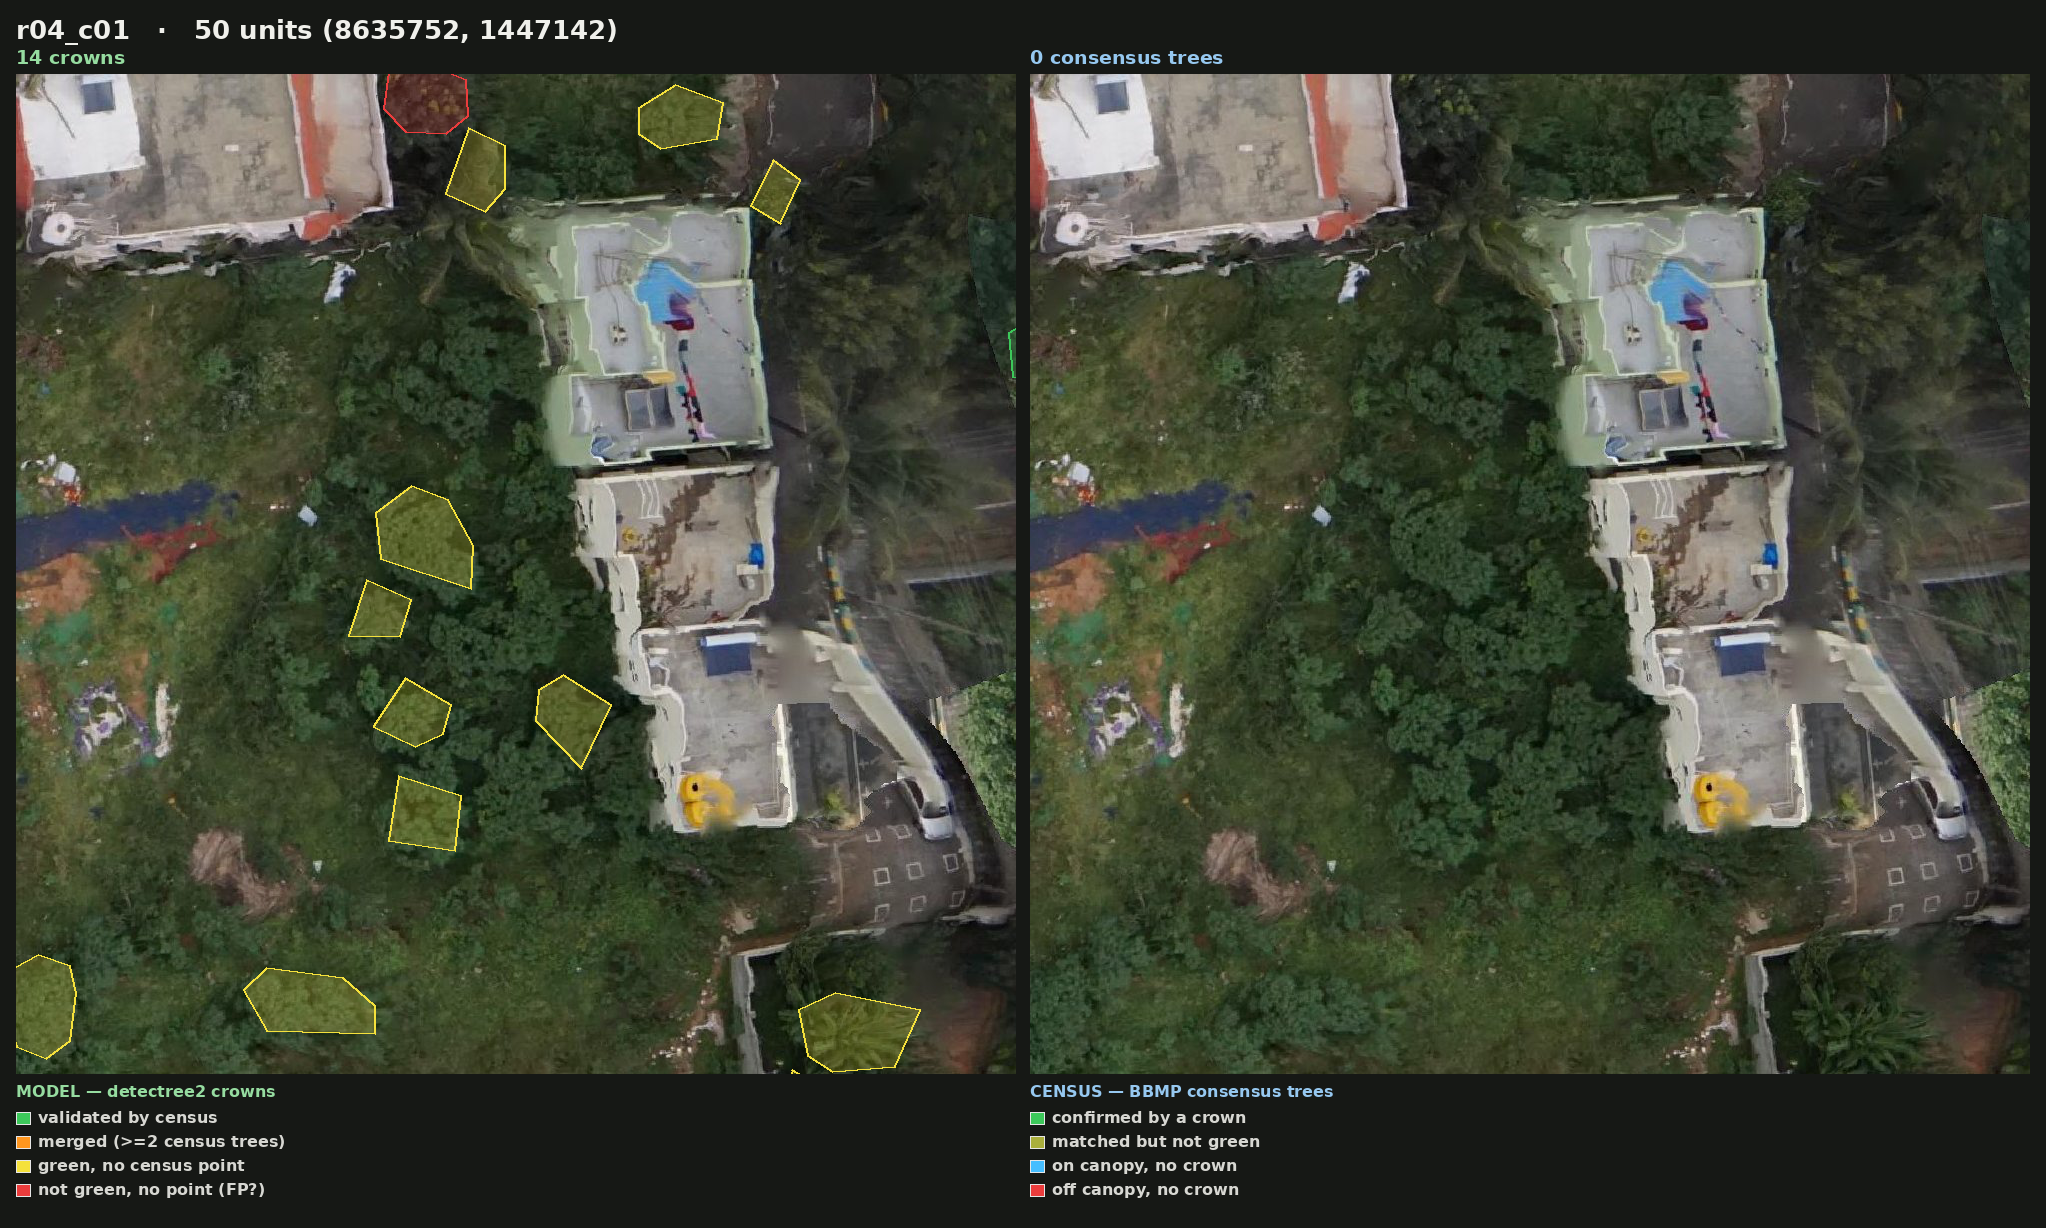 r04_c01 · 50 units (8635752, 1447142)
14 crowns
0 consensus trees
MODEL — detectree2 crowns
validated by census
merged (>=2 census trees)
green, no census point
not green, no point (FP?)
CENSUS — BBMP consensus trees
confirmed by a crown
matched but not green
on canopy, no crown
off canopy, no crown